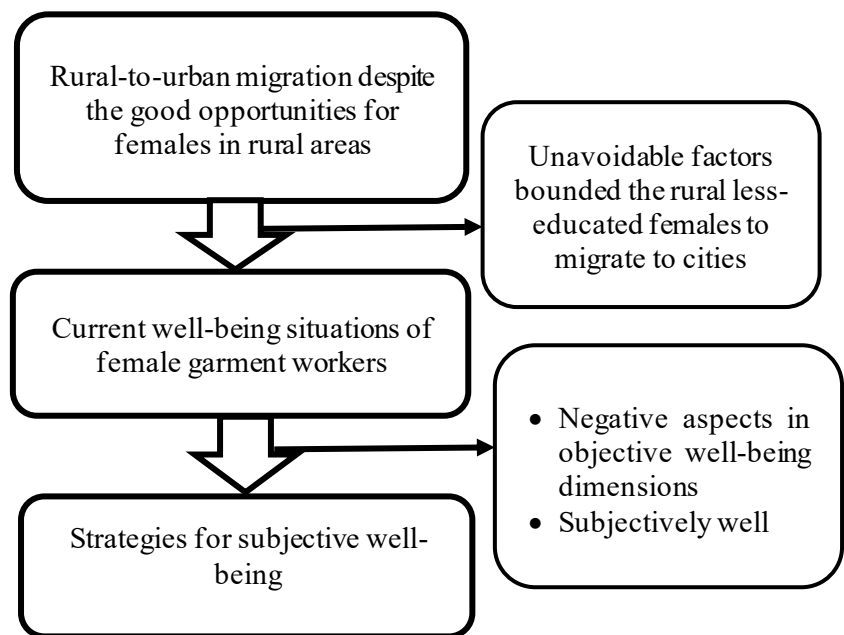 Rural-to-urban migration despite
the good opportunities for
females in rural areas
Unavoidable factors
bounded the rural less-
educated females to
migrate to cities
Current well-being situations of
female garment workers
• Negative aspects in
objective well-being
dimensions
• Subjectively well
Strategies for subjective well-
being